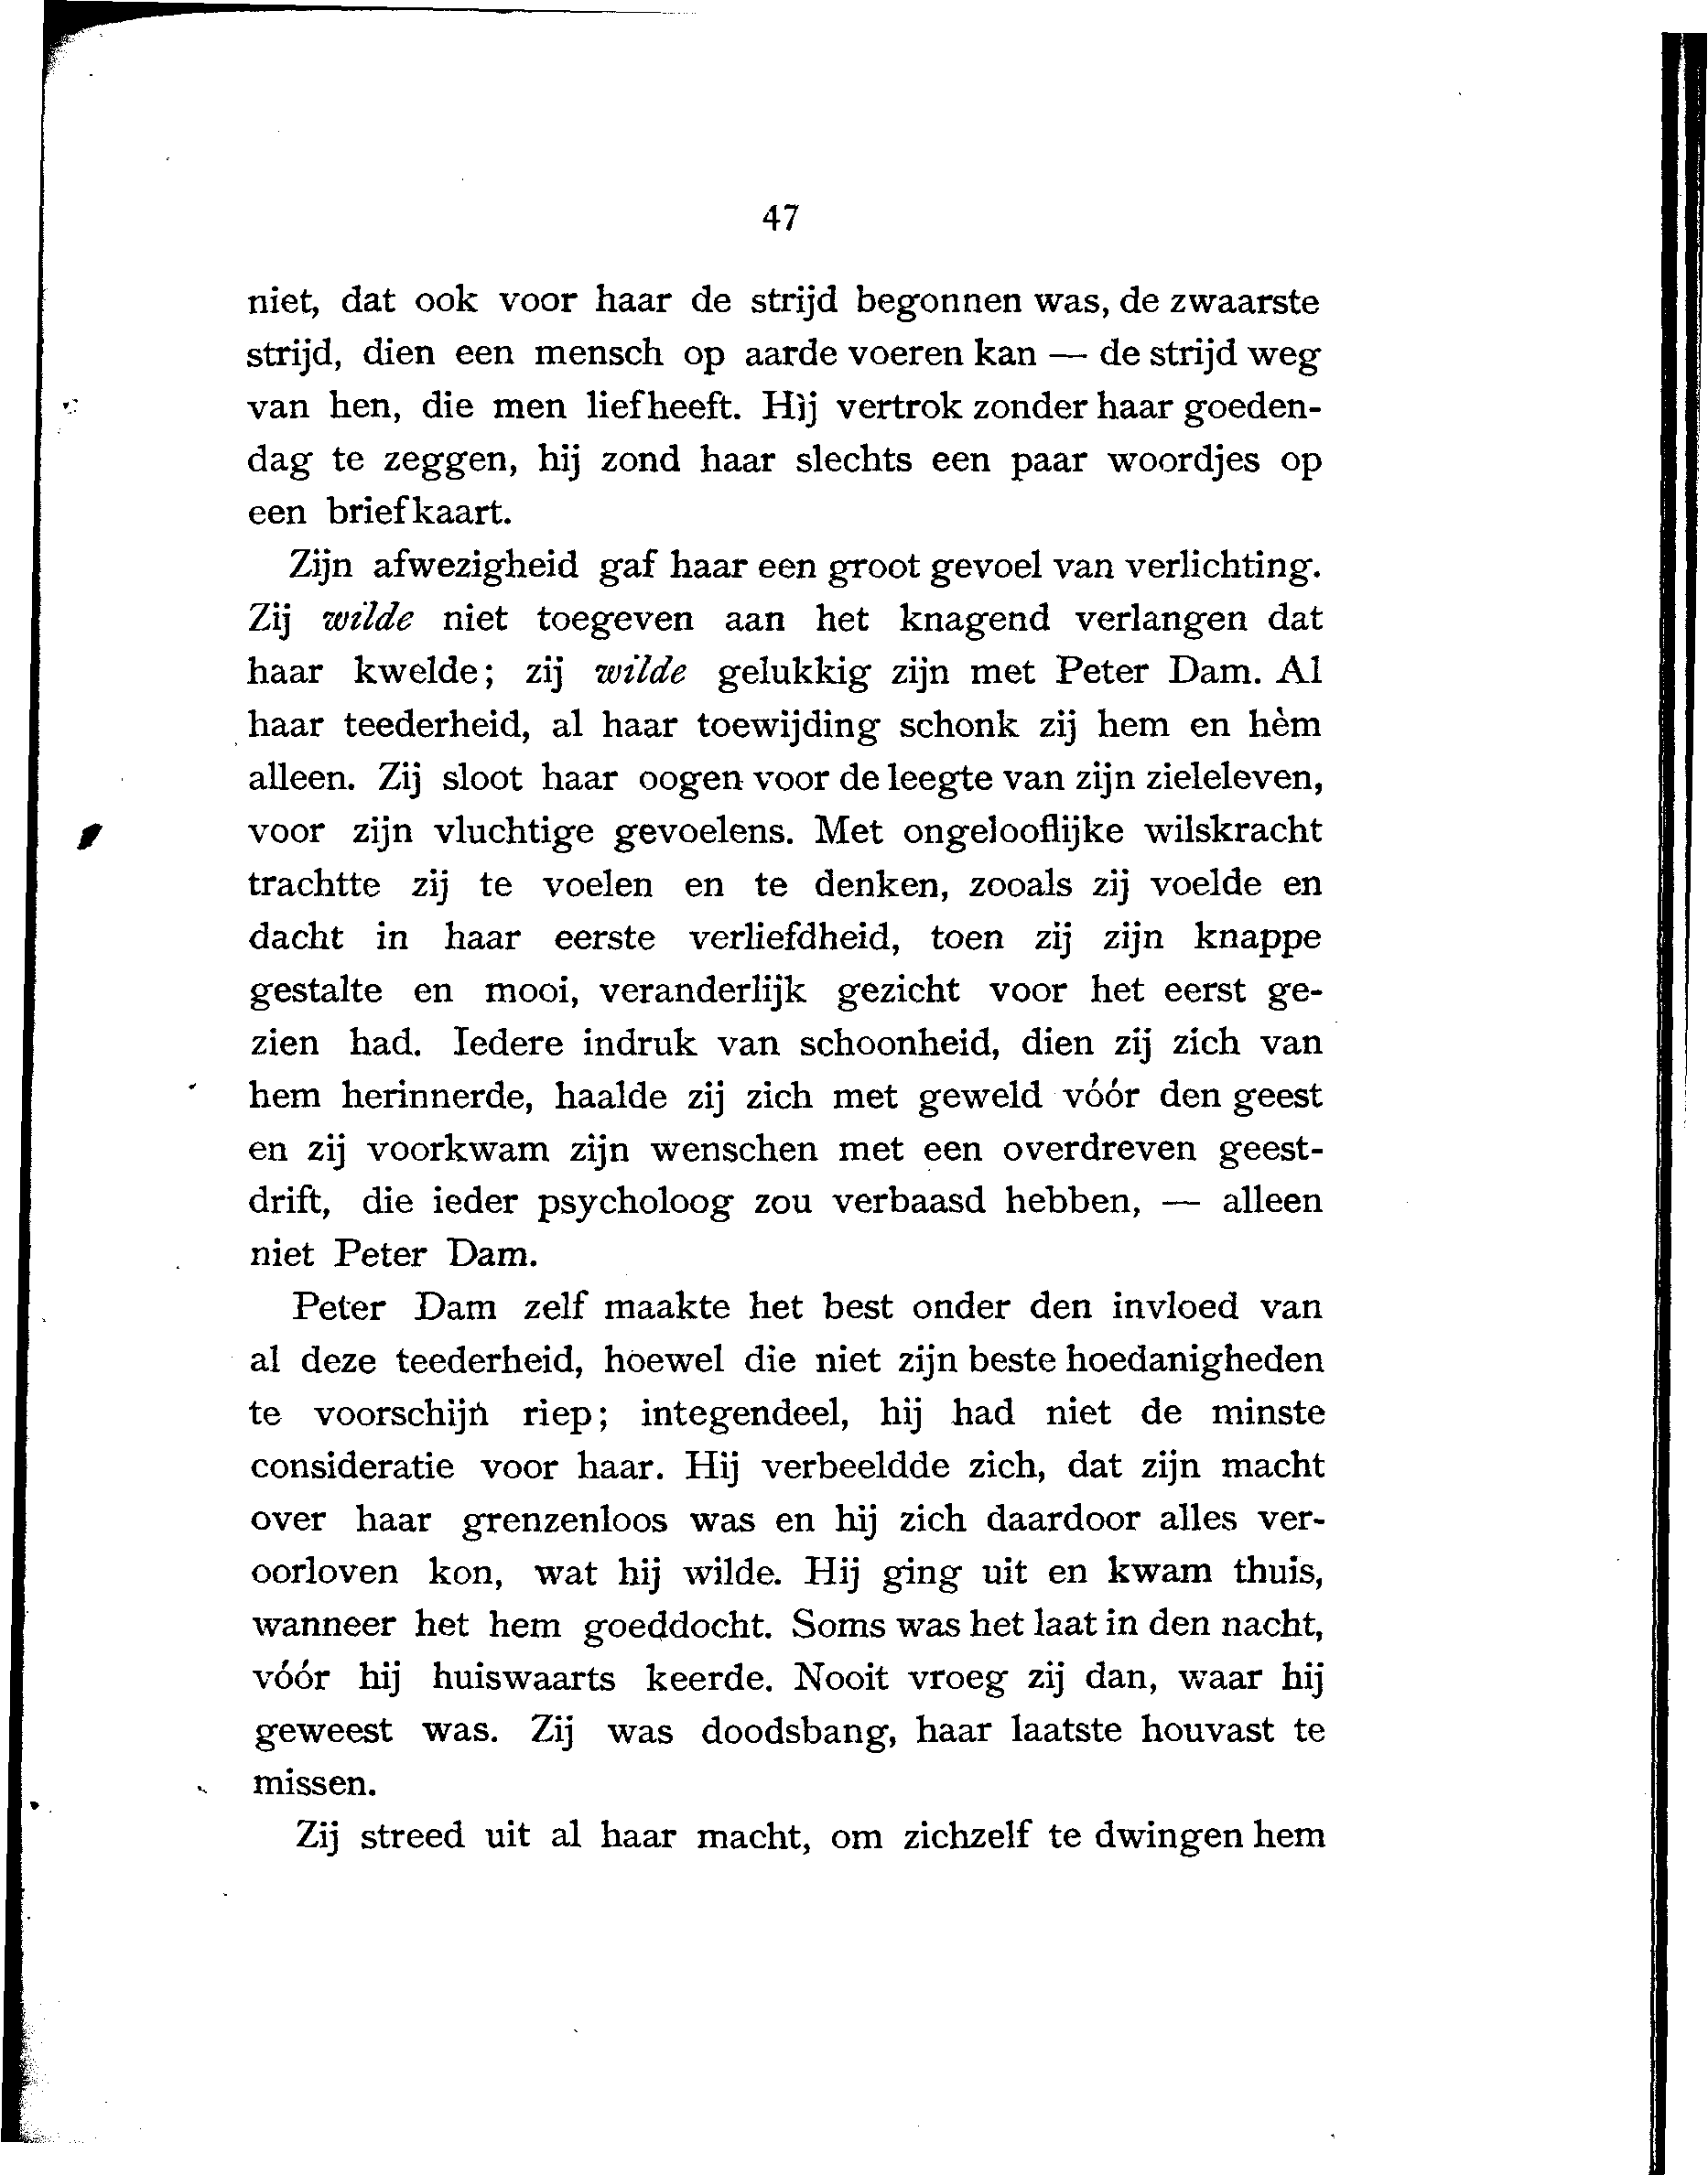 47
niet, dat ook voor haar de strijd begonnen was, de zwaarste
strijd, dien een mensch op aarde voeren kan — de strijd weg
van hen, die men liefheeft. Hij vertrok zonder haar goeden-
dag te zeggen, hij zond haar slechts een paar woordjes op
een briefkaart.
Zijn afwezigheid gaf haar een groot gevoel van verlichting.
Zij wilde niet toegeven aan het knagend verlangen dat
haar kwelde; zij wilde gelukkig zijn met Peter Dam. Al
haar teederheid, al haar toewijding schonk zij hem en hèm
alleen. Zij sloot haar oogen voor de leegte van zijn zieleleven,
voor zijn vluchtige gevoelens. Met ongelooflijke wilskracht
trachtte zij te voelen en te denken, zooals zij voelde en
dacht in haar eerste verliefdheid, toen zij zijn knappe
gestalte en mooi, veranderlijk gezicht voor het eerst ge-
zien had. Iedere indruk van schoonheid, dien zij zich van
hem herinnerde, haalde zij zich met geweld vóór den geest
en zij voorkwam zijn wenschen met een overdreven geest-
drift, die ieder psycholoog zou verbaasd hebben, — alleen
niet Peter Dam.
Peter Dam zelf maakte het best onder den invloed van
al deze teederheid, hoewel die niet zijn beste hoedanigheden
te voorschijn riep; integendeel, hij had niet de minste
consideratie voor haar. Hij verbeeldde zich, dat zijn macht
over haar grenzenloos was en hij zich daardoor alles ver-
oorloven kon, wat hij wilde. Hij ging uit en kwam thuis,
wanneer het hem goeddocht. Soms was het laat in den nacht,
vóór hij huiswaarts keerde. Nooit vroeg zij dan, waar hij
geweest was. Zij was doodsbang, haar laatste houvast te
missen.
Zij streed uit al haar macht, om zichzelf te dwingen hem